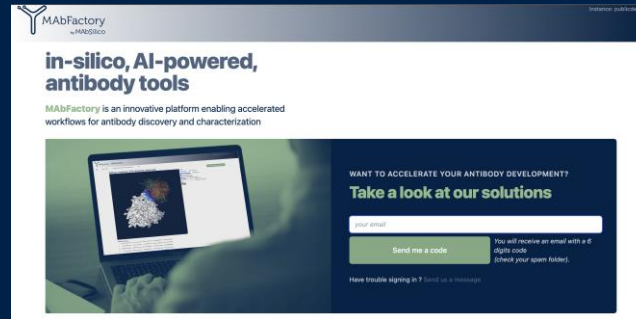 MAbFactory
by MAbSilico
Instance: publicde
in-silico, AI-powered,
antibody tools
MAbFactory is an innovative platform enabling accelerated
workflows for antibody discovery and characterization
WANT TO ACCELERATE YOUR ANTIBODY DEVELOPMENT?
Take a look at our solutions
your email
Send me a code
You will receive an email with a 6
digits code
(check your spam folder).
Have trouble signing in ? Send us a message